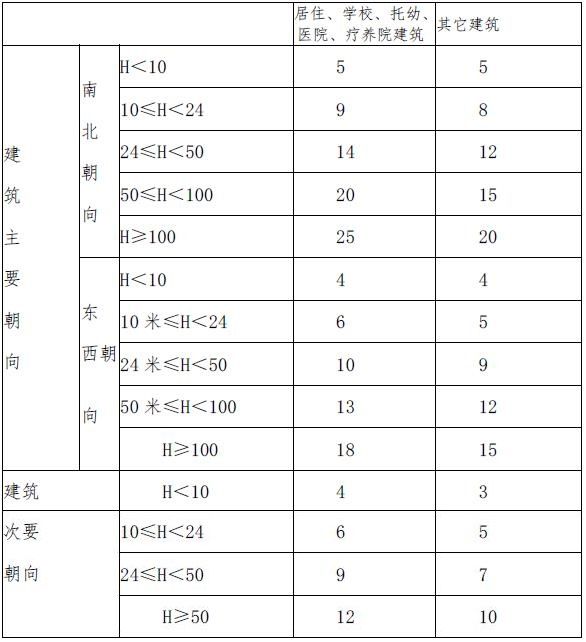 居住、学校、托幼、
医院、疗养院建筑
其它建筑
建筑主要朝向
南北朝向
H＜10 5 5
10≤H＜24 9 8
24≤H＜50 14 12
50≤H＜100 20 15
H≥100 25 20
东西朝向
H＜10 4 4
10 米≤H＜24 6 5
24 米≤H＜50 10 9
50 米≤H＜100 13 12
H≥100 18 15
建筑 H＜10 4 3
次要 10≤H＜24 6 5
朝向 24≤H＜50 9 7
H≥50 12 10